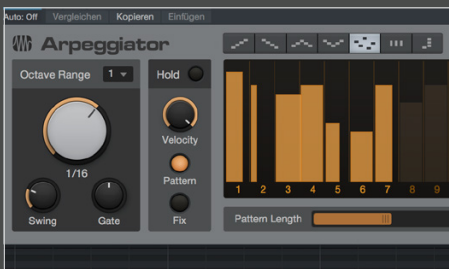 Auto: Off Vergleichen Kopieren Einfügen
Arpeggiator
Octave Range 1 Hold
1/16
Velocity
Pattern
Swing Gate Fix
1 2 3 4 5 6 7 8 9
Pattern Length